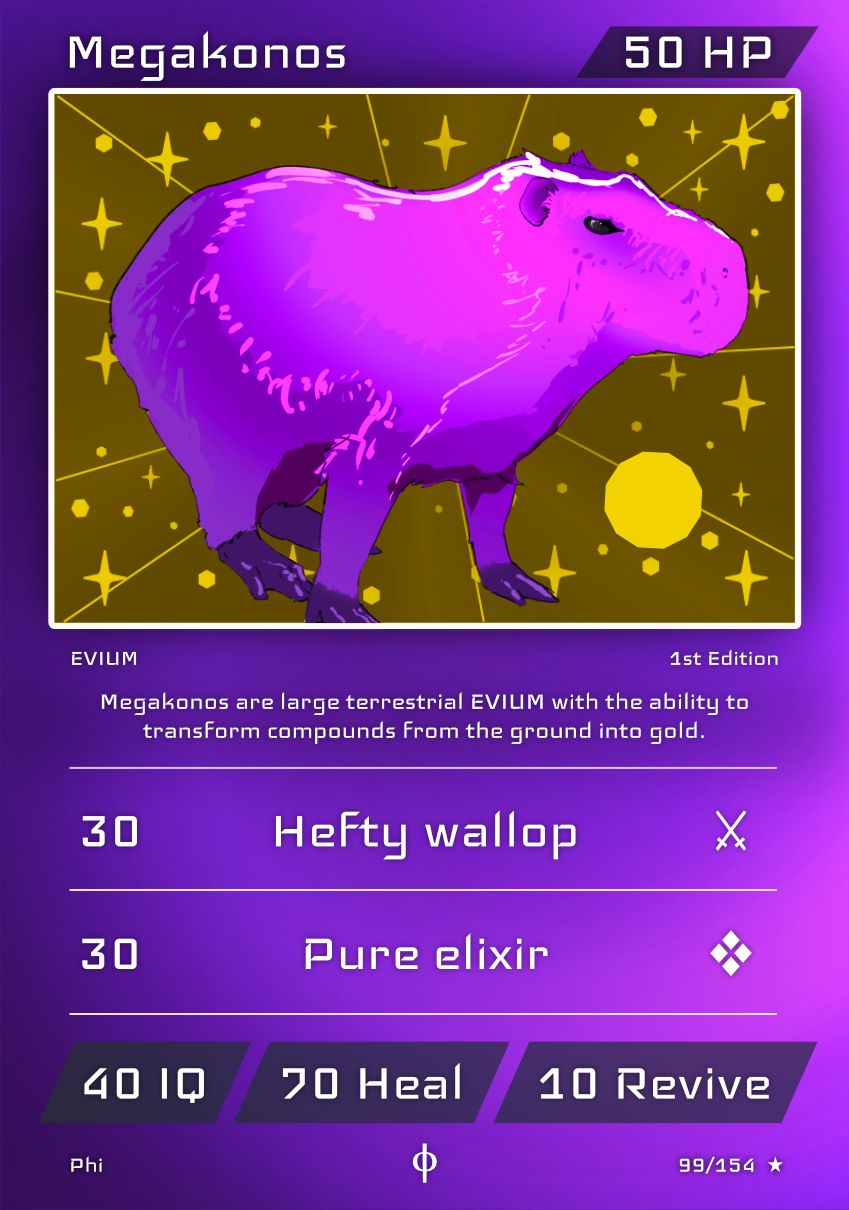 Megakonos
50 HP
EVIUM
1st Edition
Megakonos are large terrestrial EVIUM with the ability to
transform compounds from the ground into gold.
30 Hefty wallop
30 Pure elixir
40 IQ
70 Heal
10 Revive
Phi
ф
99/154 ★